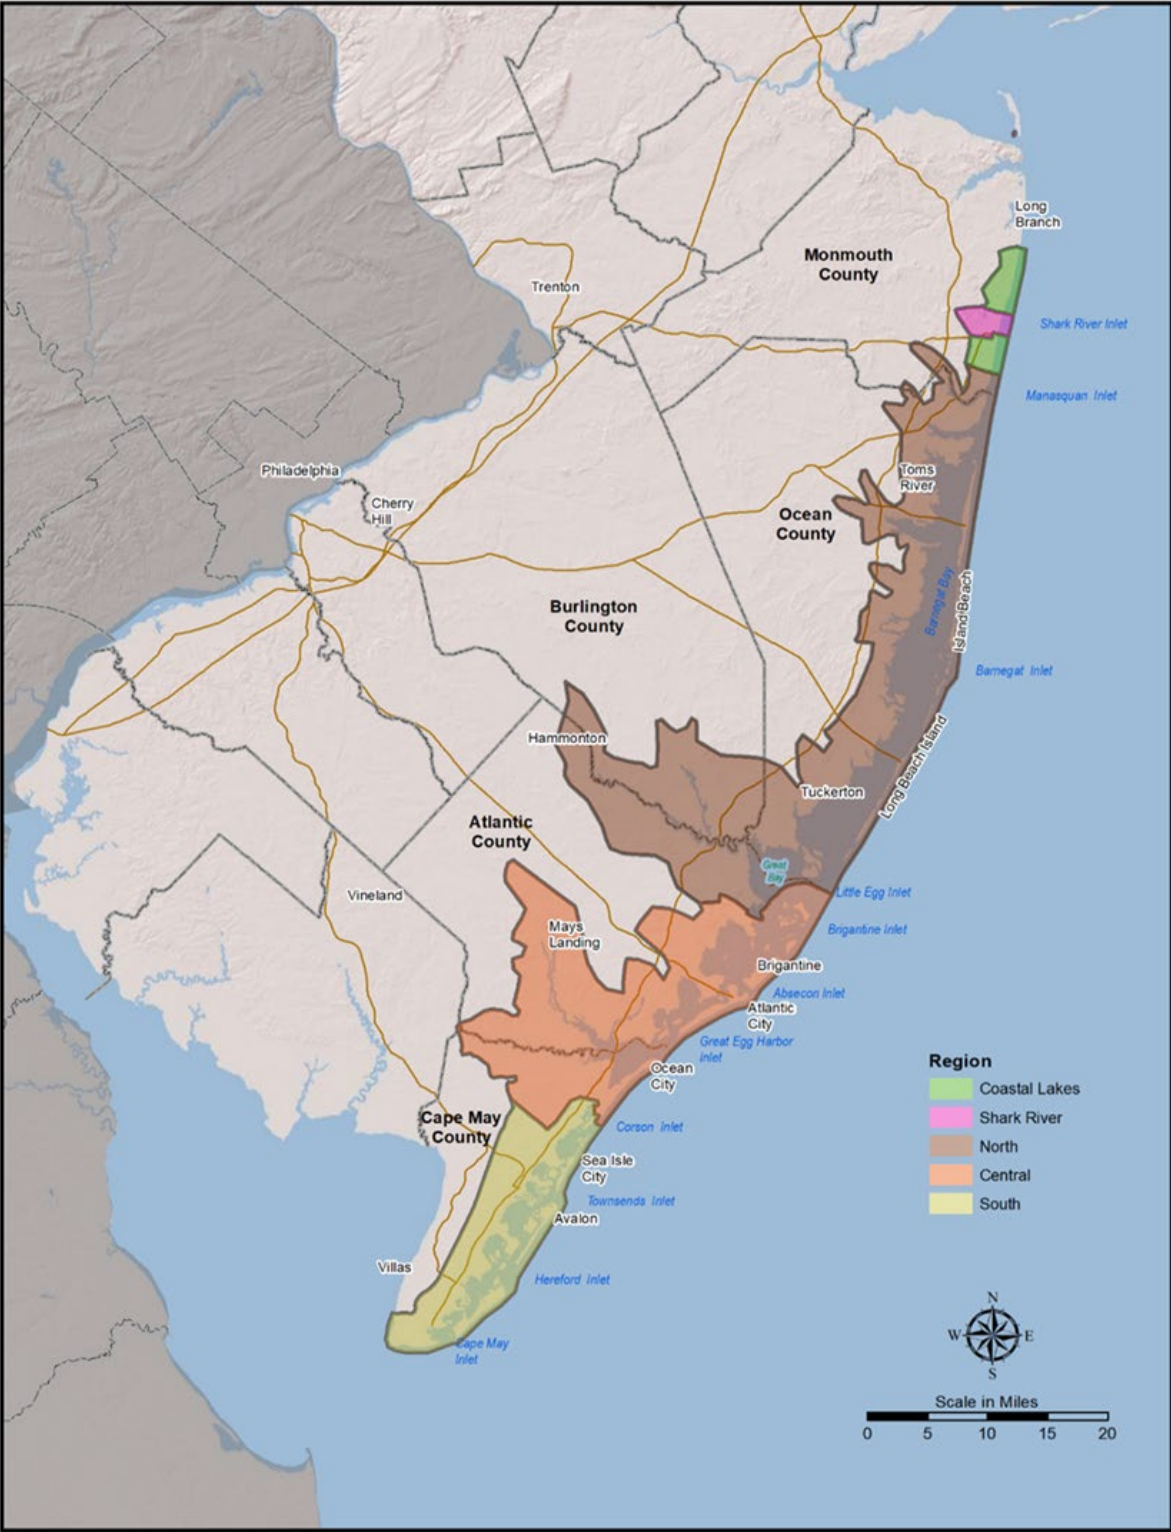 Long
Branch
Monmouth
County
Trenton
Shark River Inlet
Manasquan Inlet
Philadelphia
Toms
River
Cherry
Hill
Ocean
County
Barnegat Bay
Island Beach
Burlington
County
Barnegat Inlet
Hammonton
Long Beach Island
Tuckerton
Atlantic
County
Great
Bay
Vineland
Little Egg Inlet
Mays
Landing
Brigantine Inlet
Brigantine
Absecon Inlet
Atlantic
City
Great Egg Harbor
Inlet
Ocean
City
Cape May
County
Corson Inlet
Sea Isle
City
Townsends Inlet
Avalon
Villas
Hereford Inlet
Cape May
Inlet
Region
Coastal Lakes
Shark River
North
Central
South
N
W E
S
Scale in Miles
0 5 10 15 20